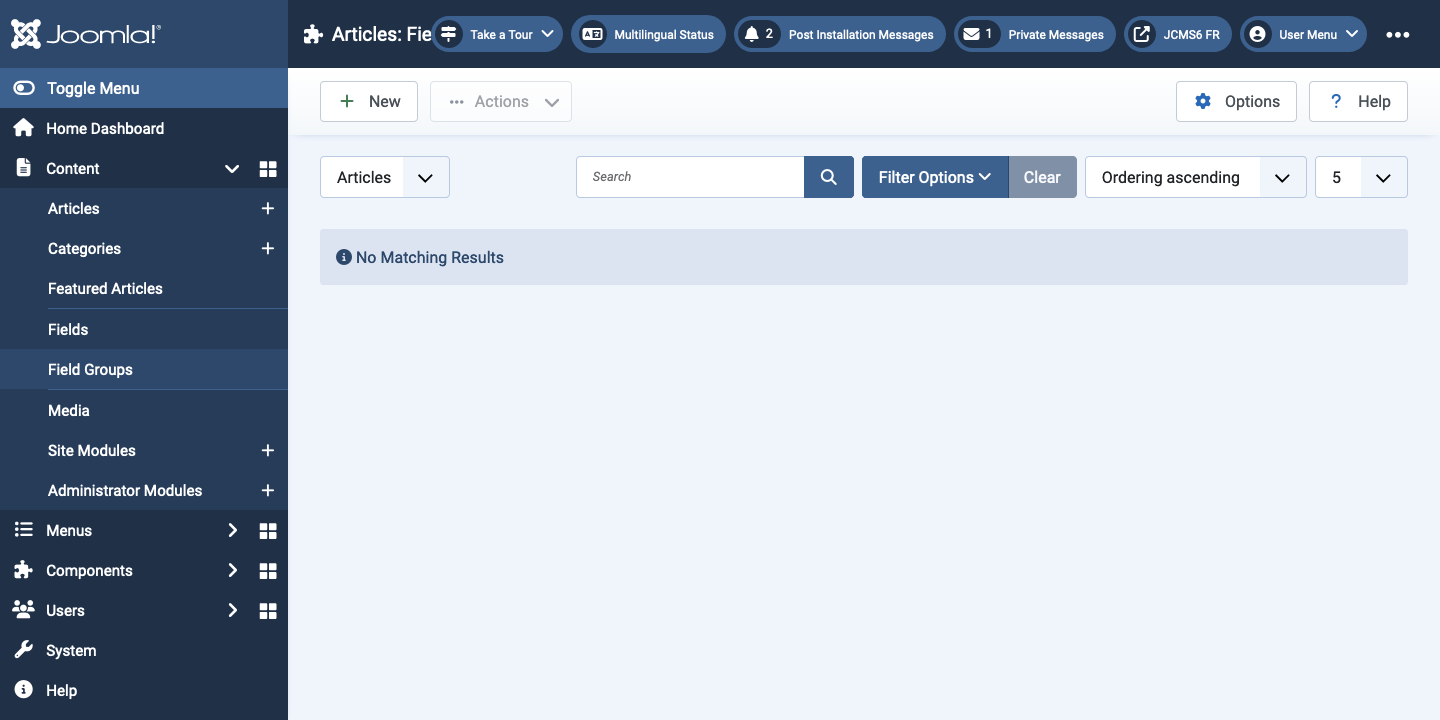 Joomla!®
Articles: Fie
Take a Tour
Multilingual Status
2 Post Installation Messages
1 Private Messages
JCMS6 FR
User Menu
Toggle Menu
Home Dashboard
Content
Articles
Categories
Featured Articles
Fields
Field Groups
Media
Site Modules
Administrator Modules
Menus
Components
Users
System
Help
New
Actions
Options
? Help
Articles
Search
Filter Options
Clear
Ordering ascending
5
No Matching Results